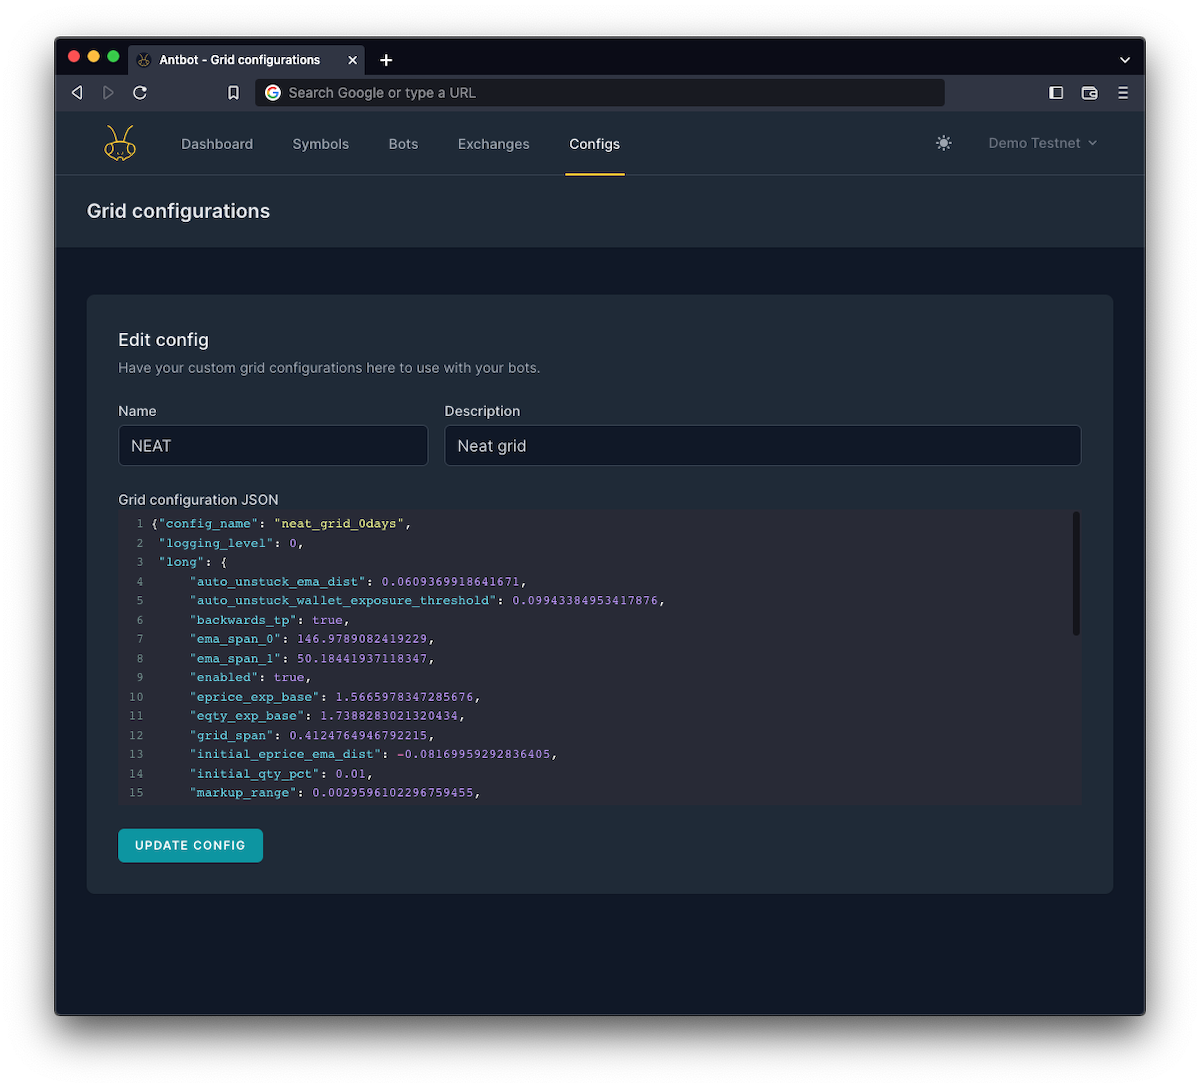 Antbot - Grid configurations
Search Google or type a URL
Dashboard Symbols Bots Exchanges Configs Demo Testnet
Grid configurations
Edit config
Have your custom grid configurations here to use with your bots.
Name Description
NEAT Neat grid
Grid configuration JSON
1 {"config_name": "neat_grid_0days",
2 "logging_level": 0,
3 "long": {
4 "auto_unstuck_ema_dist": 0.0609369918641671,
5 "auto_unstuck_wallet_exposure_threshold": 0.09943384953417876,
6 "backwards_tp": true,
7 "ema_span_0": 146.9789082419229,
8 "ema_span_1": 50.18441937118347,
9 "enabled": true,
10 "eprice_exp_base": 1.5665978347285676,
11 "eqty_exp_base": 1.7388283021320434,
12 "grid_span": 0.4124764946792215,
13 "initial_eprice_ema_dist": -0.08169959292836405,
14 "initial_qty_pct": 0.01,
15 "markup_range": 0.0029596102296759455,
UPDATE CONFIG